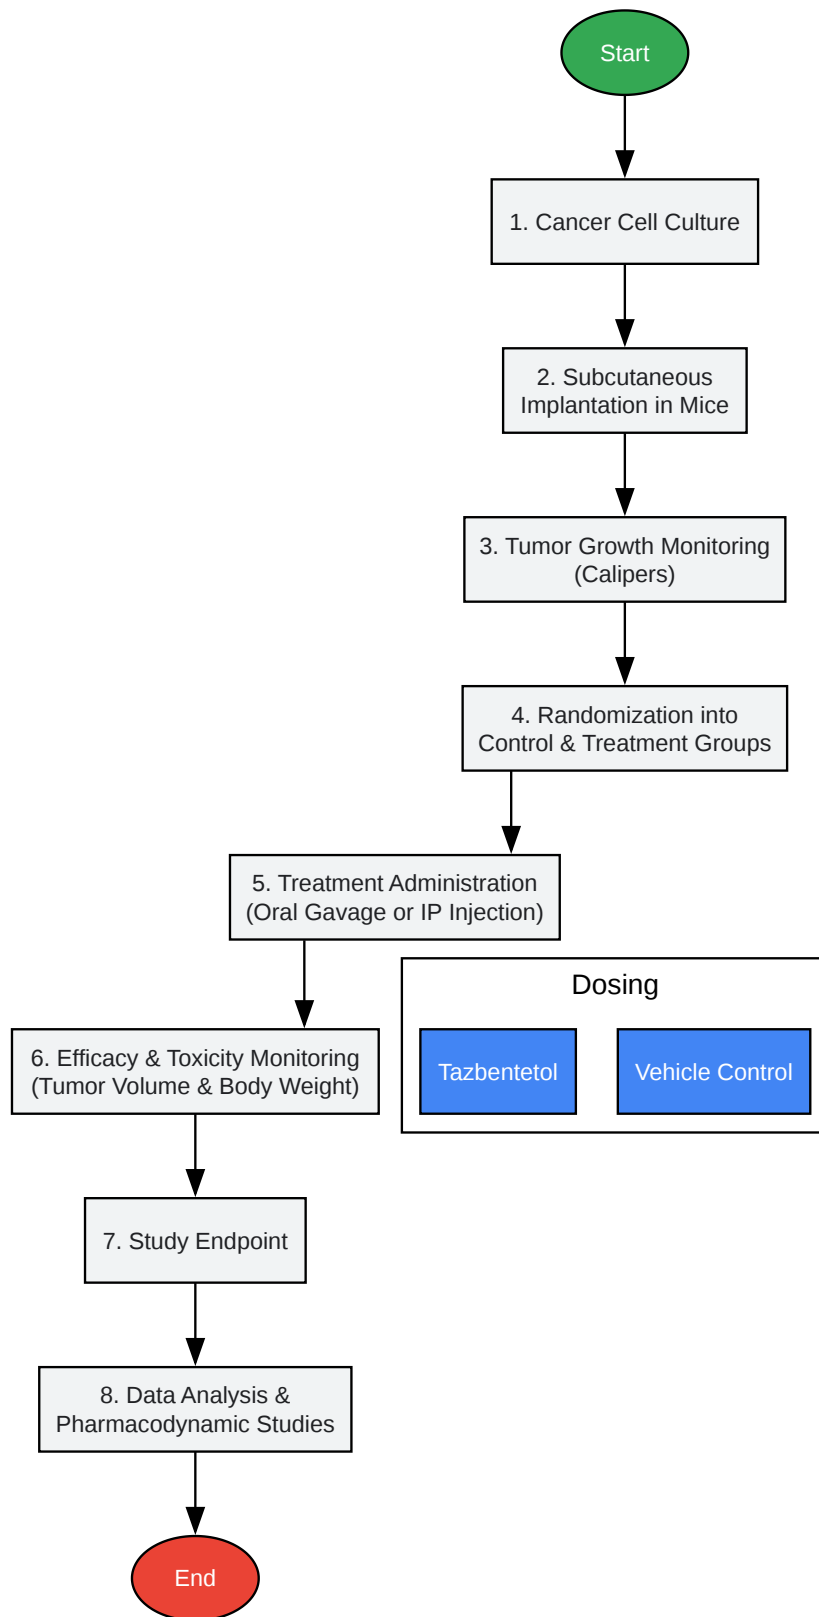 Start
1. Cancer Cell Culture
2. Subcutaneous
Implantation in Mice
3. Tumor Growth Monitoring
(Calipers)
4. Randomization into
Control & Treatment Groups
5. Treatment Administration
(Oral Gavage or IP Injection)
Dosing
Tazbentetol
Vehicle Control
6. Efficacy & Toxicity Monitoring
(Tumor Volume & Body Weight)
7. Study Endpoint
8. Data Analysis &
Pharmacodynamic Studies
End